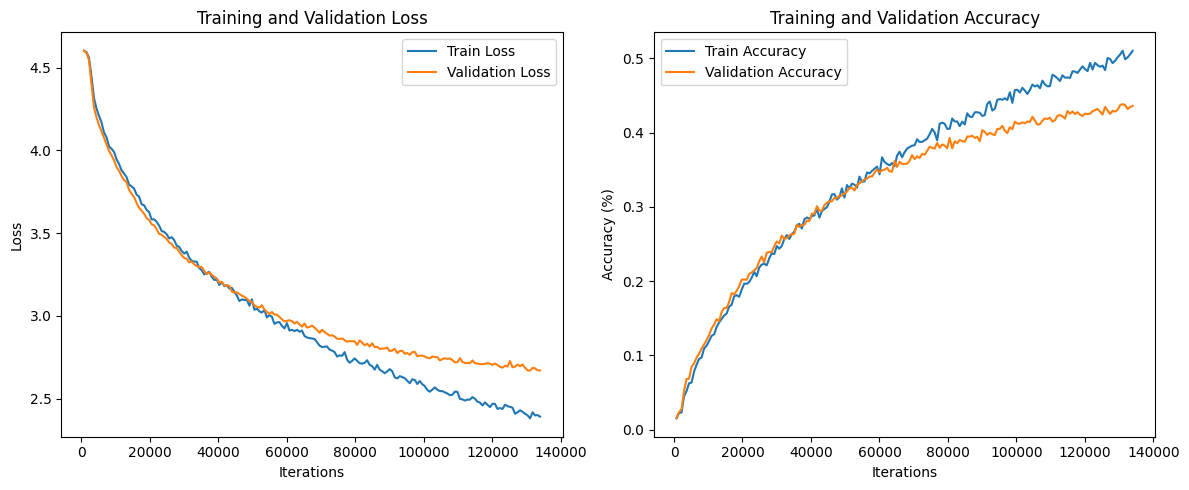 Training and Validation Loss
Train Loss
Validation Loss
4.5
4.0
3.5
3.0
2.5
Loss
0 20000 40000 60000 80000 100000 120000 140000
Iterations
Training and Validation Accuracy
Train Accuracy
Validation Accuracy
0.5
0.4
0.3
0.2
0.1
0.0
Accuracy (%)
0 20000 40000 60000 80000 100000 120000 140000
Iterations